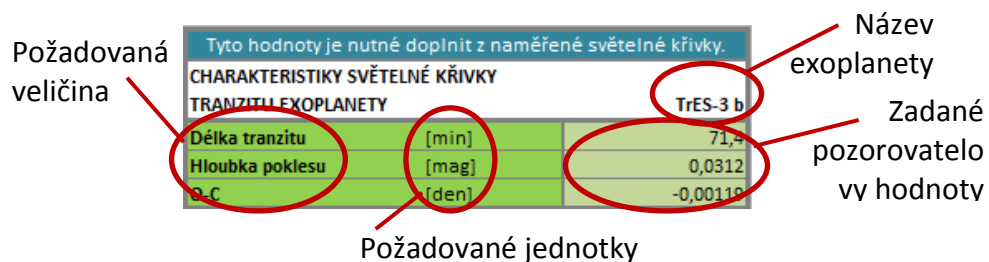 Požadovaná
veličina
Tyto hodnoty je nutné doplnit z naměřené světelné křivky.
CHARAKTERISTIKY SVĚTELNÉ KŘIVKY
TRANZITU EXOPLANETY TrES-3 b
Délka tranzitu [min] 71,4
Hloubka poklesu [mag] 0,0312
O-C [den] -0,00119
Název
exoplanety
Zadané
pozorovatelo
vy hodnoty
Požadované jednotky